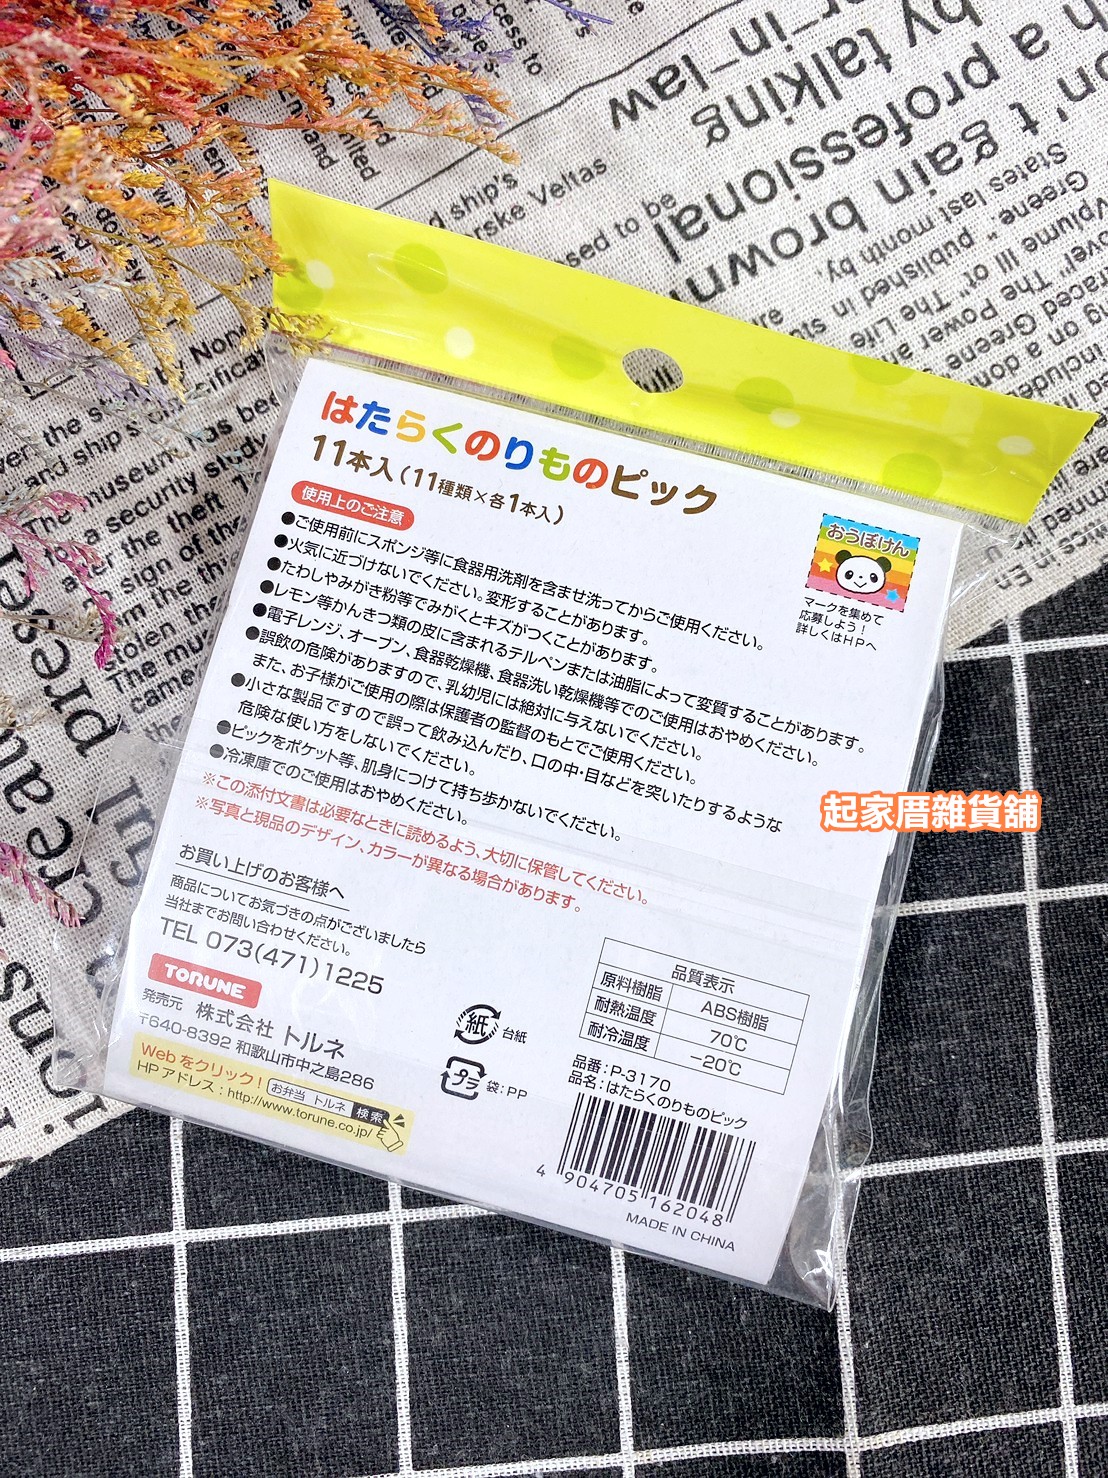 はたらくのりものピック
11本入（11種類×各1本入）
使用上のご注意
●ご使用前にスポンジ等に食器用洗剤を含ませ洗ってからご使用ください。
●火気に近づけないでください。変形することがあります。
●たわしやみがき粉等でみがくとキズがつくことがあります。
●レモン等かんきつ類の皮に含まれるテルペンまたは油脂によって変質することがあります。
●電子レンジ、オーブン、食器乾燥機、食器洗い乾燥機等でのご使用はおやめください。
●誤飲の危険がありますので、乳幼児には絶対に与えないでください。
また、お子様がご使用の際は保護者の監督のもとでご使用ください。
●小さな製品ですので誤って飲み込んだり、口の中・目などを突いたりするような
危険な使い方をしないでください。
●ピックをポケット等、肌身につけて持ち歩かないでください。
●冷凍庫でのご使用はおやめください。
※この添付文書は必要なときに読めるよう、大切に保管してください。
※写真と現品のデザイン、カラーが異なる場合があります。
おうぼけん
マークを集めて
応募しよう！
詳しくはHPへ
起家厝雜貨舖
お買い上げのお客様へ
商品についてお気づきの点がございましたら
当社までお問い合わせください。
TEL 073(471)1225
TORUNE
発売元 株式会社 トルネ
〒640-8392 和歌山市中之島286
Webをクリック！ お弁当 トルネ 検索
HPアドレス：http://www.torune.co.jp/
紙 台紙
プラ 袋：PP
品質表示
原料樹脂 ABS樹脂
耐熱温度 70℃
耐冷温度 -20℃
品番：P-3170
品名：はたらくのりものピック
4 904705 162048
MADE IN CHINA
law
by talking
a professional
n't gain brown
States last month by,
Greene." published in
ship's
rske Vellas
used to be